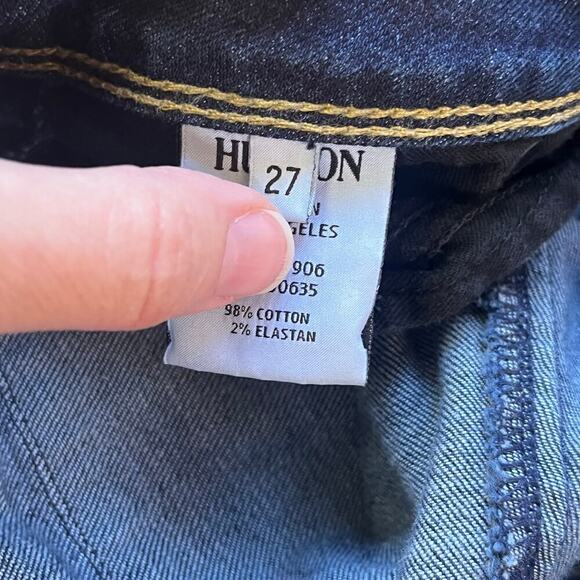 HU ON
27
N
GELES
906
0635
98% COTTON
2% ELASTAN